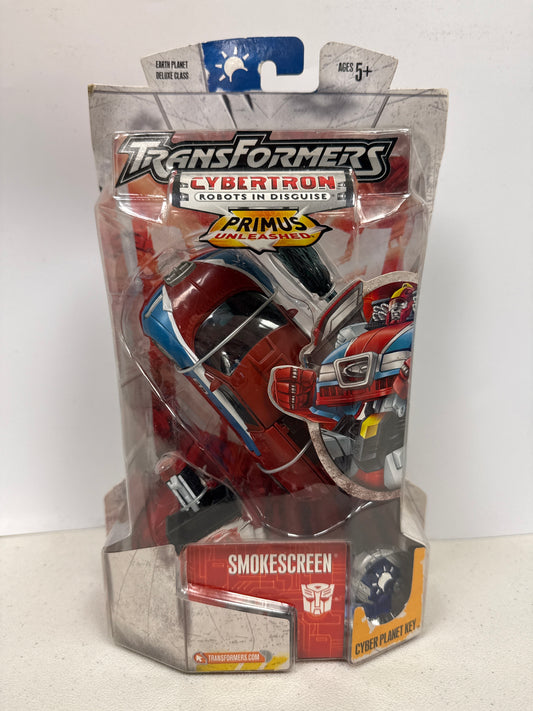 EARTH PLANET
DELUXE CLASS
AGES 5+
TRANSFORMERS
CYBERTRON
ROBOTS IN DISGUISE
PRIMUS
UNLEASHED
SMOKESCREEN
CYBER PLANET KEY
TRANSFORMERS.COM